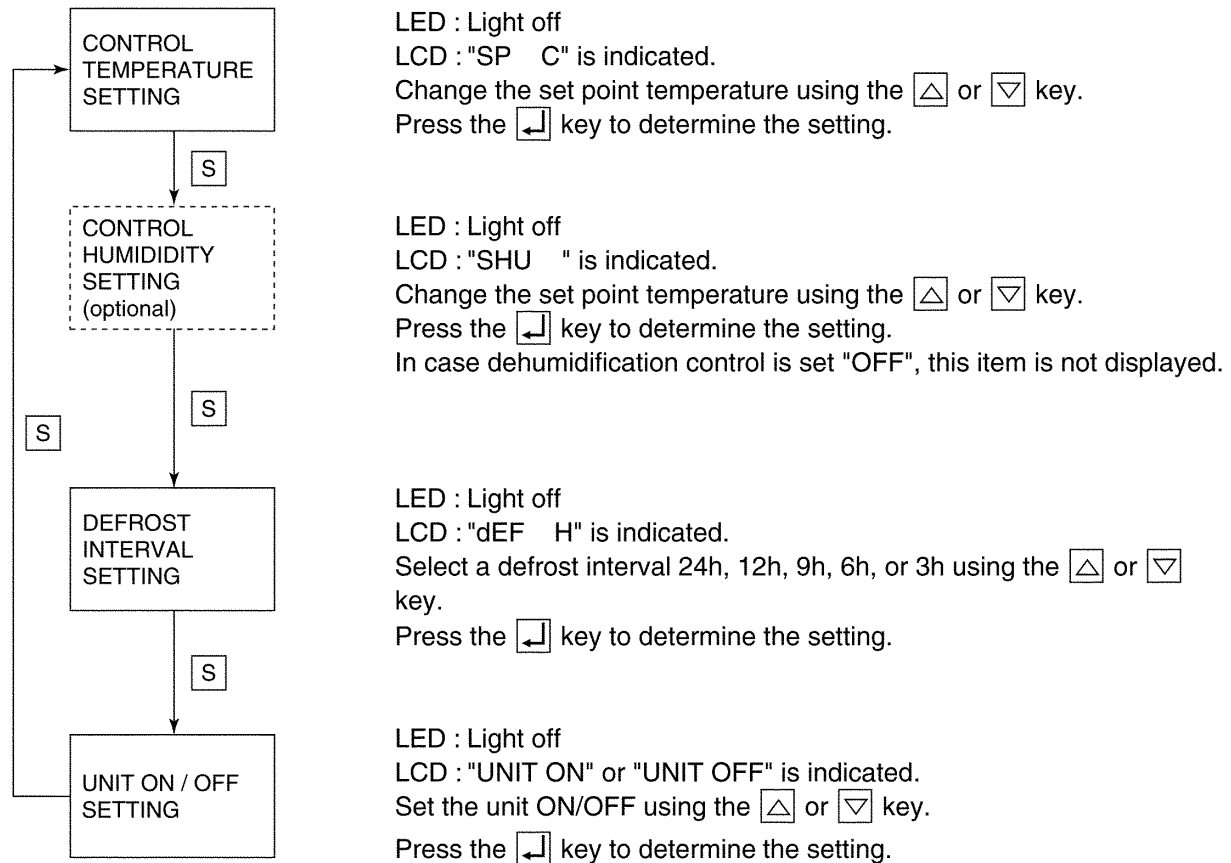 CONTROL
TEMPERATURE
SETTING
LED : Light off
LCD : "SP    C" is indicated.
Change the set point temperature using the △ or ▽ key.
Press the ↵ key to determine the setting.
S
CONTROL
HUMIDIDITY
SETTING
(optional)
LED : Light off
LCD : "SHU    " is indicated.
Change the set point temperature using the △ or ▽ key.
Press the ↵ key to determine the setting.
In case dehumidification control is set "OFF", this item is not displayed.
S
S
DEFROST
INTERVAL
SETTING
LED : Light off
LCD : "dEF    H" is indicated.
Select a defrost interval 24h, 12h, 9h, 6h, or 3h using the △ or ▽
key.
Press the ↵ key to determine the setting.
S
UNIT ON / OFF
SETTING
LED : Light off
LCD : "UNIT ON" or "UNIT OFF" is indicated.
Set the unit ON/OFF using the △ or ▽ key.
Press the ↵ key to determine the setting.